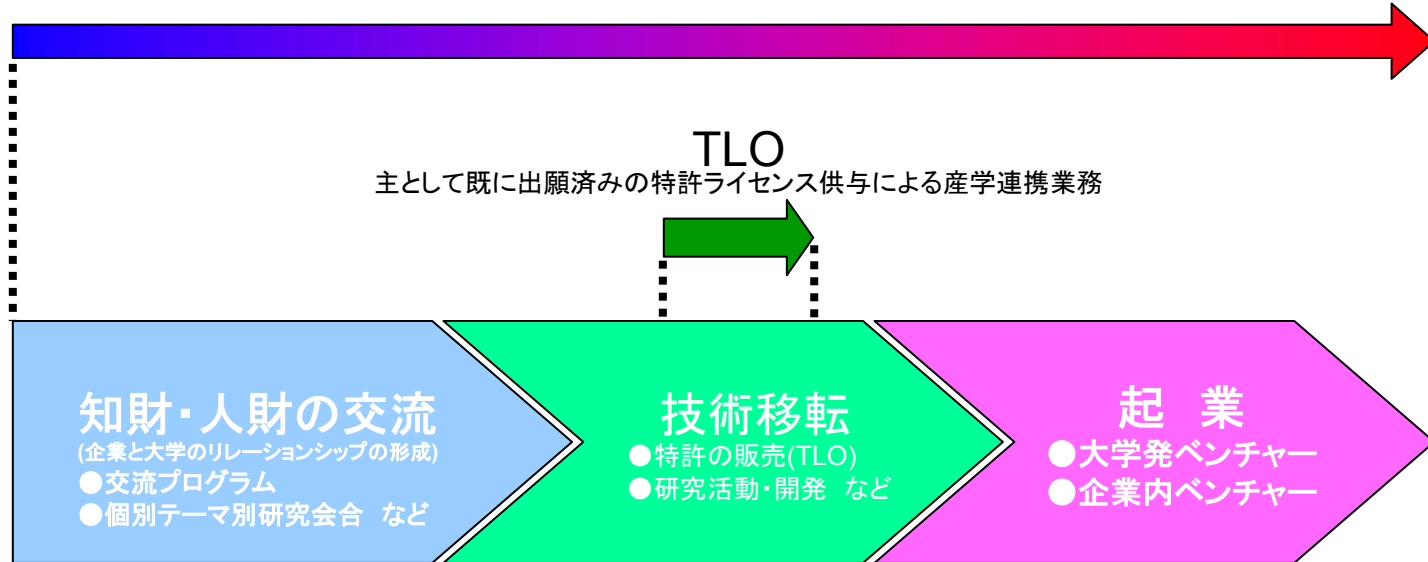 TLO
主として既に出願済みの特許ライセンス供与による産学連携業務
知財・人財の交流
(企業と大学のリレーションシップの形成)
●交流プログラム
●個別テーマ別研究会合 など
技術移転
●特許の販売(TLO)
●研究活動・開発 など
起 業
●大学発ベンチャー
●企業内ベンチャー